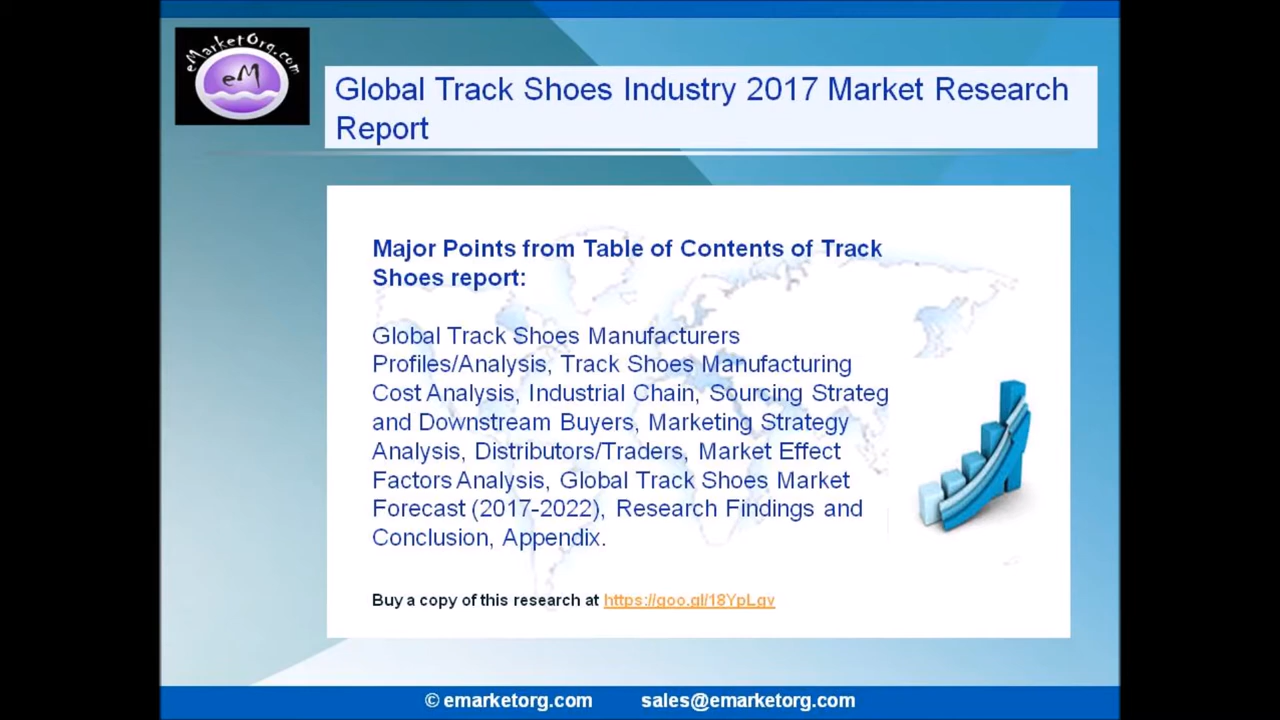 eMarketOrg.com
eM
Global Track Shoes Industry 2017 Market Research
Report
Major Points from Table of Contents of Track
Shoes report:
Global Track Shoes Manufacturers
Profiles/Analysis, Track Shoes Manufacturing
Cost Analysis, Industrial Chain, Sourcing Strateg
and Downstream Buyers, Marketing Strategy
Analysis, Distributors/Traders, Market Effect
Factors Analysis, Global Track Shoes Market
Forecast (2017-2022), Research Findings and
Conclusion, Appendix.
Buy a copy of this research at https://goo.gl/18YpLgv
© emarketorg.com sales@emarketorg.com